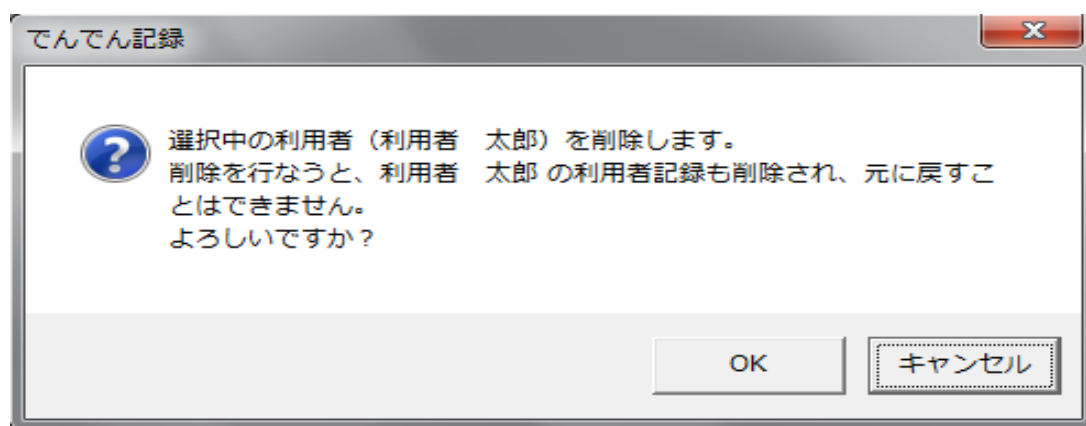 でんでん記録
選択中の利用者(利用者　太郎)を削除します。
削除を行なうと、利用者　太郎 の利用者記録も削除され、元に戻すこ
とはできません。
よろしいですか？
OK
キャンセル